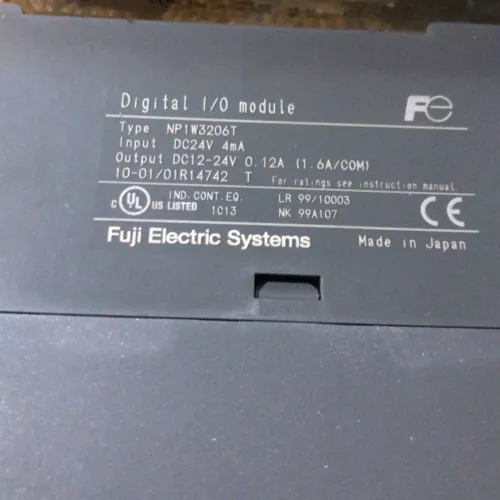 Digital I/O module
Fe
Type NP1W3206T
Input DC24V 4mA
Output DC12-24V 0.12A (1.6A/COM)
10-01/01R14742 T
For ratings see instruction manual.
c UL US LISTED
IND.CONT.EQ.
1C13
LR 99/10003
NK 99A107
CE
Fuji Electric Systems
Made in Japan